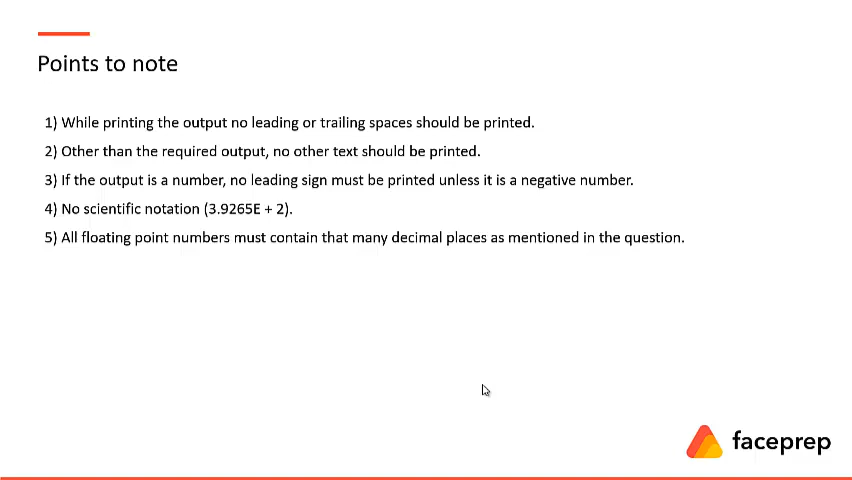 Points to note
1) While printing the output no leading or trailing spaces should be printed.
2) Other than the required output, no other text should be printed.
3) If the output is a number, no leading sign must be printed unless it is a negative number.
4) No scientific notation (3.9265E + 2).
5) All floating point numbers must contain that many decimal places as mentioned in the question.
faceprep